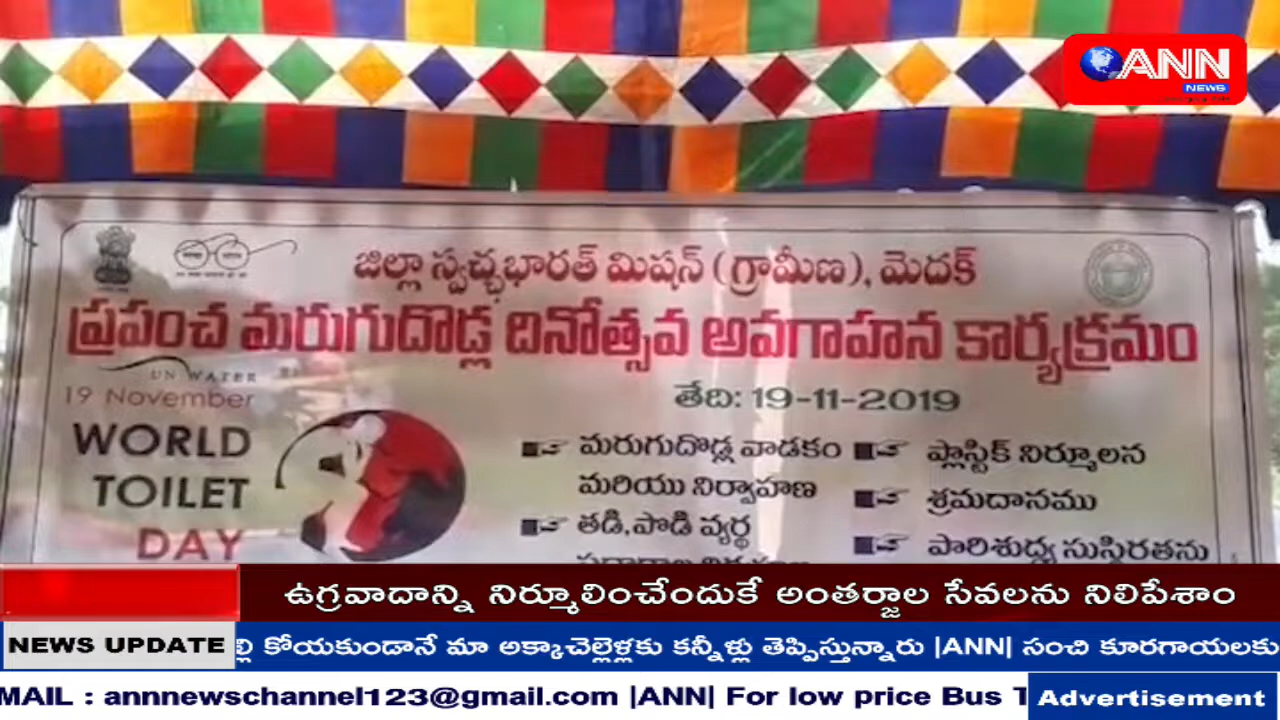 ANN
NEWS
జిల్లా స్వచ్ఛభారత్ మిషన్ (గ్రామీణ), మెదక్
ప్రపంచ మరుగుదొడ్ల దినోత్సవ అవగాహన కార్యక్రమం
UN WATER
19 November
తేది: 19-11-2019
WORLD
TOILET
DAY
మరుగుదొడ్ల వాడకం
మరియు నిర్వాహణ
తడి,పొడి వ్యర్థ
ప్లాస్టిక్ నిర్మూలన
శ్రమదానము
పారిశుద్ధ్య సుస్థిరతను
ఉగ్రవాదాన్ని నిర్మూలించేందుకే అంతర్జాల సేవలను నిలిపేశాం
NEWS UPDATE ల్లి కోయకుండానే మా అక్కాచెల్లెళ్లకు కన్నీళ్లు తెప్పిస్తున్నారు |ANN| సంచి కూరగాయలకు
MAIL : annnewschannel123@gmail.com |ANN| For low price Bus T Advertisement